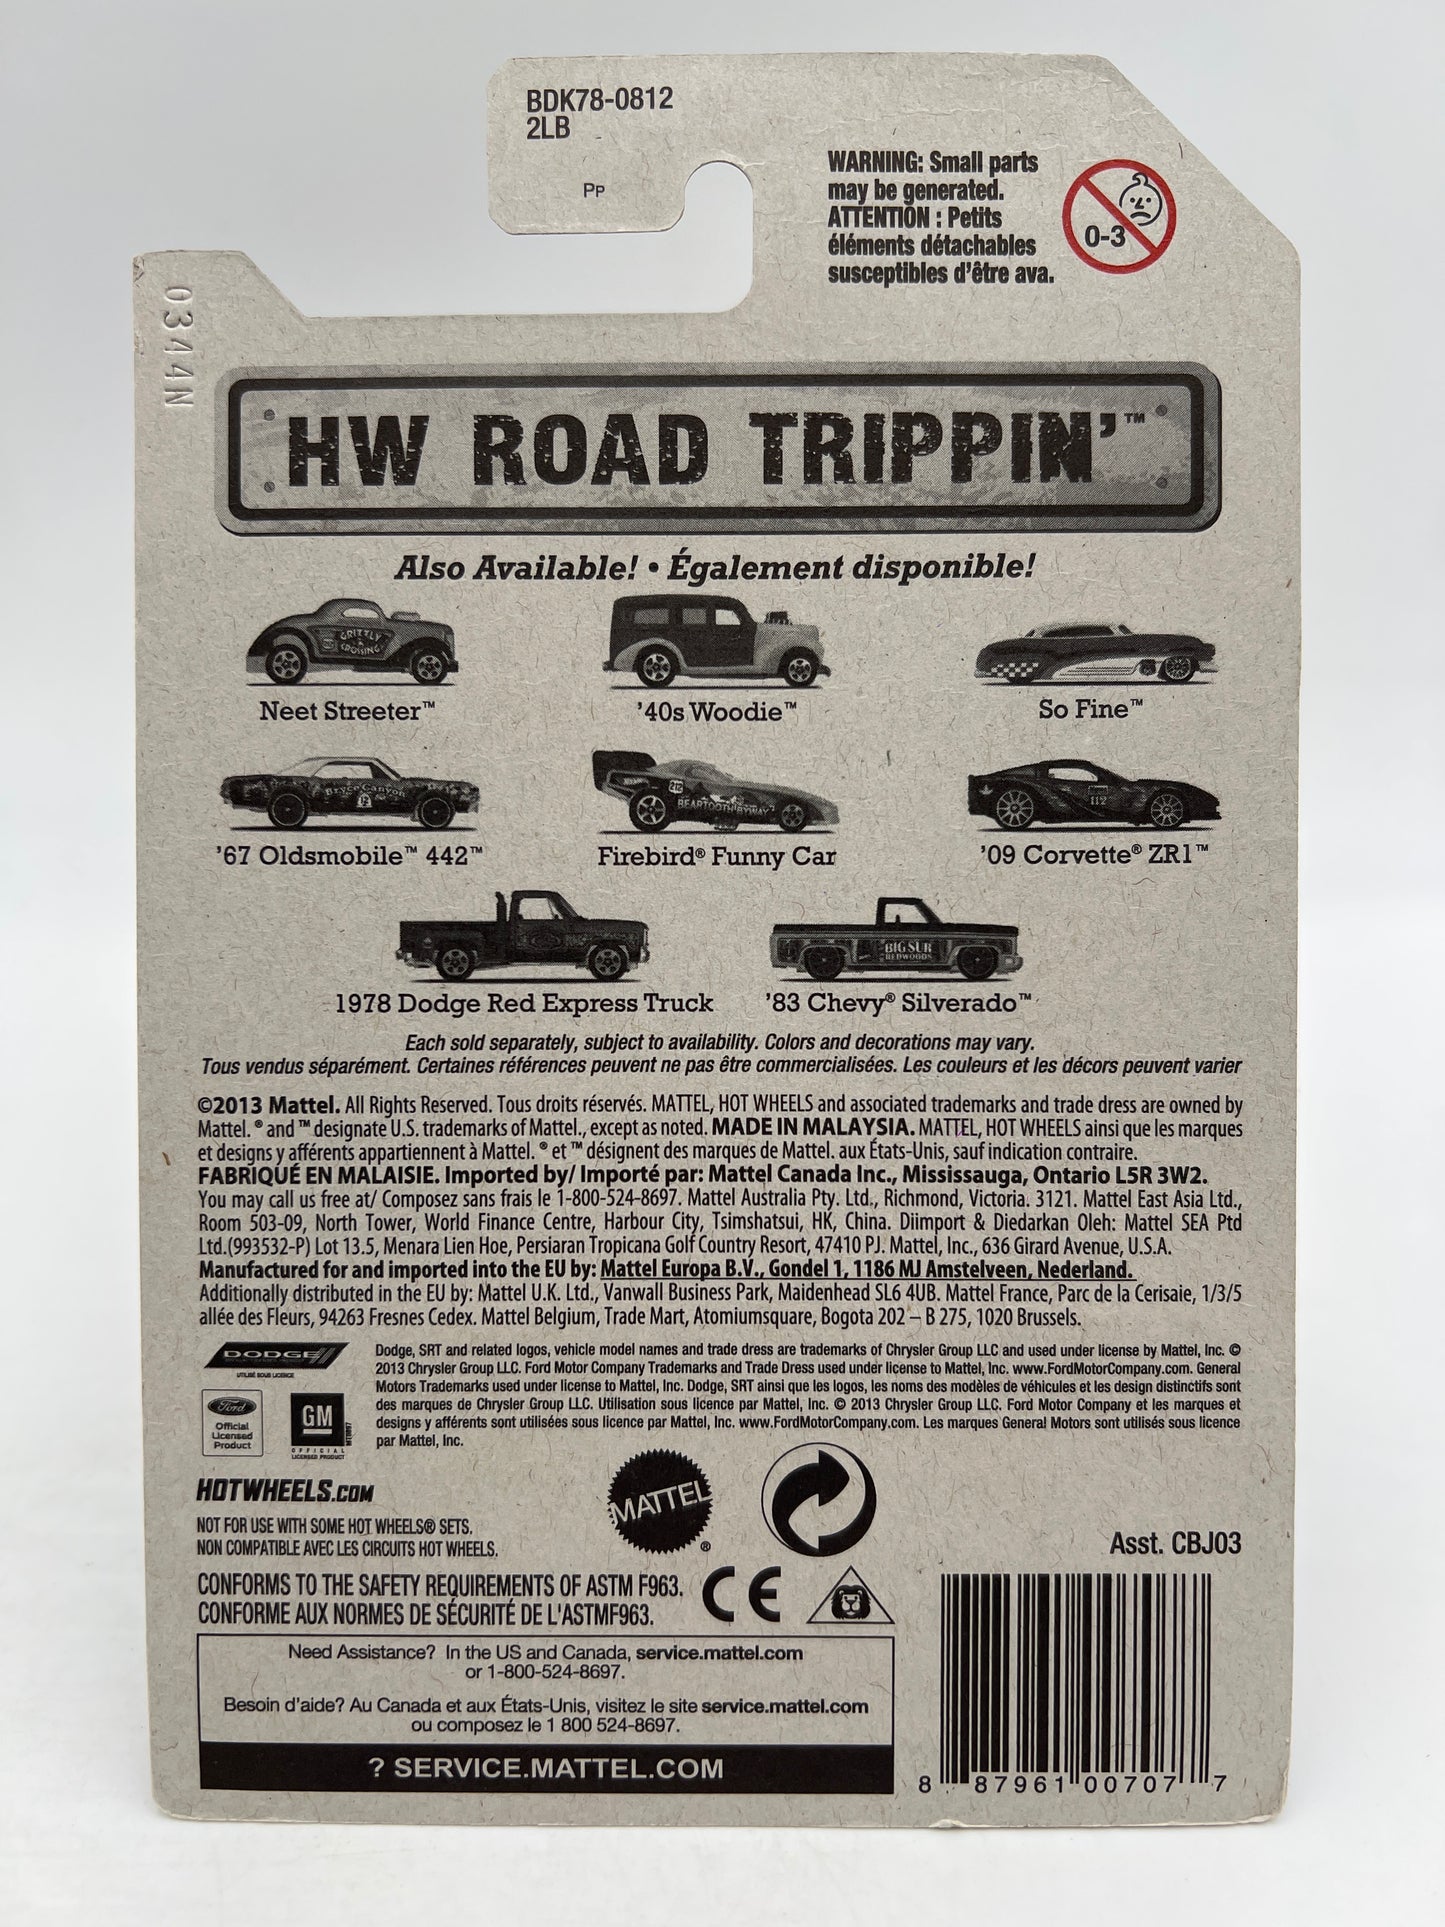 BDK78-0812
2LB
PP
WARNING: Small parts
may be generated.
ATTENTION : Petits
éléments détachables
susceptibles d'être ava.
0-3
0344N
HW ROAD TRIPPIN'™
Also Available! • Également disponible!
GRIZZLY
CROSSING
Neet Streeter™
'40s Woodie™
So Fine™
Bryce Canyon
12
'67 Oldsmobile™ 442™
212
BEARTOOTH BYWAY
Firebird® Funny Car
112
'09 Corvette® ZR1™
1978 Dodge Red Express Truck
BIG SUR
REDWOODS
'83 Chevy® Silverado™
Each sold separately, subject to availability. Colors and decorations may vary.
Tous vendus séparément. Certaines références peuvent ne pas être commercialisées. Les couleurs et les décors peuvent varier
©2013 Mattel. All Rights Reserved. Tous droits réservés. MATTEL, HOT WHEELS and associated trademarks and trade dress are owned by
Mattel. ® and ™ designate U.S. trademarks of Mattel., except as noted. MADE IN MALAYSIA. MATTEL, HOT WHEELS ainsi que les marques
et designs y afférents appartiennent à Mattel. ® et ™ désignent des marques de Mattel. aux États-Unis, sauf indication contraire.
FABRIQUÉ EN MALAISIE. Imported by/ Importé par: Mattel Canada Inc., Mississauga, Ontario L5R 3W2.
You may call us free at/ Composez sans frais le 1-800-524-8697. Mattel Australia Pty. Ltd., Richmond, Victoria. 3121. Mattel East Asia Ltd.,
Room 503-09, North Tower, World Finance Centre, Harbour City, Tsimshatsui, HK, China. Diimport & Diedarkan Oleh: Mattel SEA Ptd
Ltd.(993532-P) Lot 13.5, Menara Lien Hoe, Persiaran Tropicana Golf Country Resort, 47410 PJ. Mattel, Inc., 636 Girard Avenue, U.S.A.
Manufactured for and imported into the EU by: Mattel Europa B.V., Gondel 1, 1186 MJ Amstelveen, Nederland.
Additionally distributed in the EU by: Mattel U.K. Ltd., Vanwall Business Park, Maidenhead SL6 4UB. Mattel France, Parc de la Cerisaie, 1/3/5
allée des Fleurs, 94263 Fresnes Cedex. Mattel Belgium, Trade Mart, Atomiumsquare, Bogota 202 – B 275, 1020 Brussels.
DODGE
UTILISÉ SOUS LICENCE
Ford
Official
Licensed
Product
GM
OFFICIAL
LICENSED PRODUCT
Dodge, SRT and related logos, vehicle model names and trade dress are trademarks of Chrysler Group LLC and used under license by Mattel, Inc. ©
2013 Chrysler Group LLC. Ford Motor Company Trademarks and Trade Dress used under license to Mattel, Inc. www.FordMotorCompany.com. General
Motors Trademarks used under license to Mattel, Inc. Dodge, SRT ainsi que les logos, les noms des modèles de véhicules et les design distinctifs sont
des marques de Chrysler Group LLC. Utilisation sous licence par Mattel, Inc. © 2013 Chrysler Group LLC. Ford Motor Company et les marques et
designs y afférents sont utilisées sous licence par Mattel, Inc. www.FordMotorCompany.com. Les marques General Motors sont utilisés sous licence
par Mattel, Inc.
HOTWHEELS.COM
NOT FOR USE WITH SOME HOT WHEELS® SETS.
NON COMPATIBLE AVEC LES CIRCUITS HOT WHEELS.
MATTEL®
Asst. CBJ03
CONFORMS TO THE SAFETY REQUIREMENTS OF ASTM F963.
CONFORME AUX NORMES DE SÉCURITÉ DE L'ASTMF963.
CE
Need Assistance? In the US and Canada, service.mattel.com
or 1-800-524-8697.
Besoin d'aide? Au Canada et aux États-Unis, visitez le site service.mattel.com
ou composez le 1 800 524-8697.
? SERVICE.MATTEL.COM
8 87961 00707 7